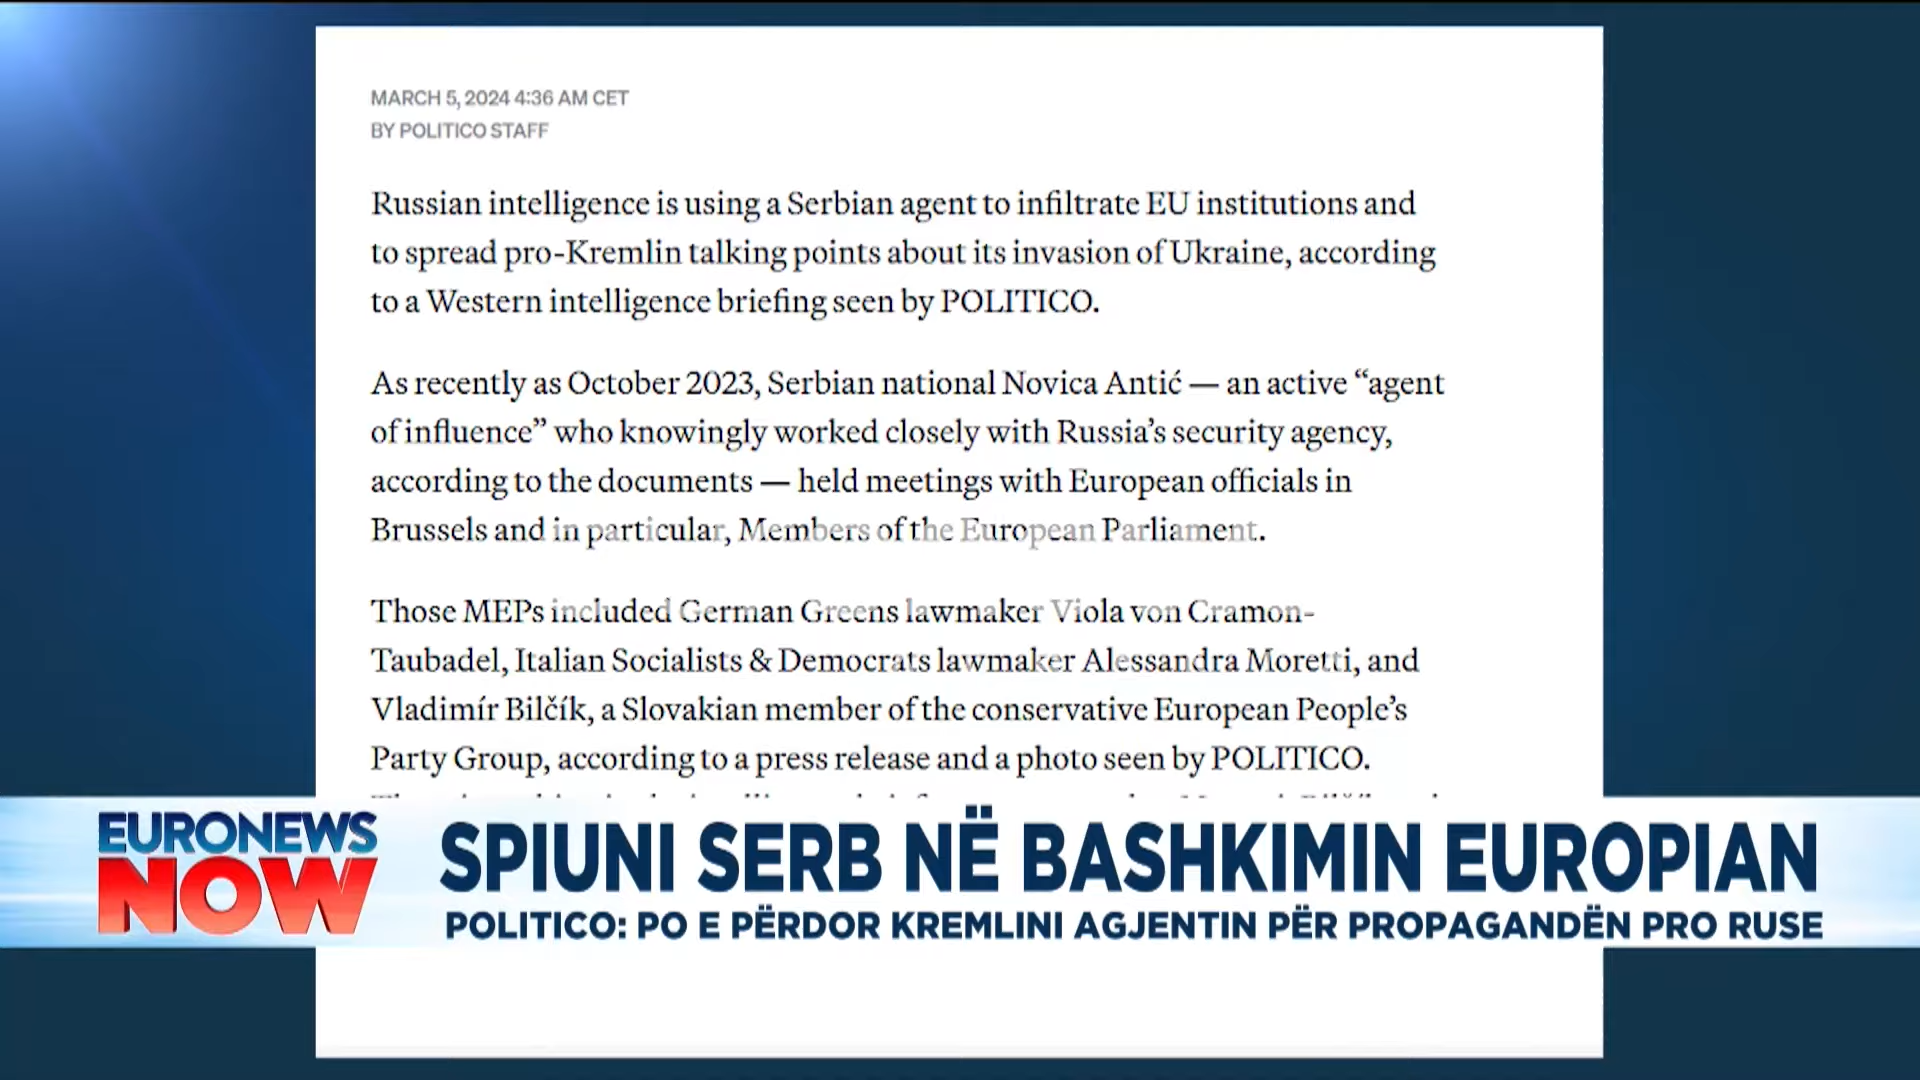 MARCH 5, 2024 4:36 AM CET
BY POLITICO STAFF
Russian intelligence is using a Serbian agent to infiltrate EU institutions and
to spread pro-Kremlin talking points about its invasion of Ukraine, according
to a Western intelligence briefing seen by POLITICO.
As recently as October 2023, Serbian national Novica Antić — an active “agent
of influence” who knowingly worked closely with Russia’s security agency,
according to the documents — held meetings with European officials in
Brussels and in particular, Members of the European Parliament.
Those MEPs included German Greens lawmaker Viola von Cramon-
Taubadel, Italian Socialists & Democrats lawmaker Alessandra Moretti, and
Vladimír Bilčík, a Slovakian member of the conservative European People’s
Party Group, according to a press release and a photo seen by POLITICO.
EURONEWS
NOW
SPIUNI SERB NË BASHKIMIN EUROPIAN
POLITICO: PO E PËRDOR KREMLINI AGJENTIN PËR PROPAGANDËN PRO RUSE